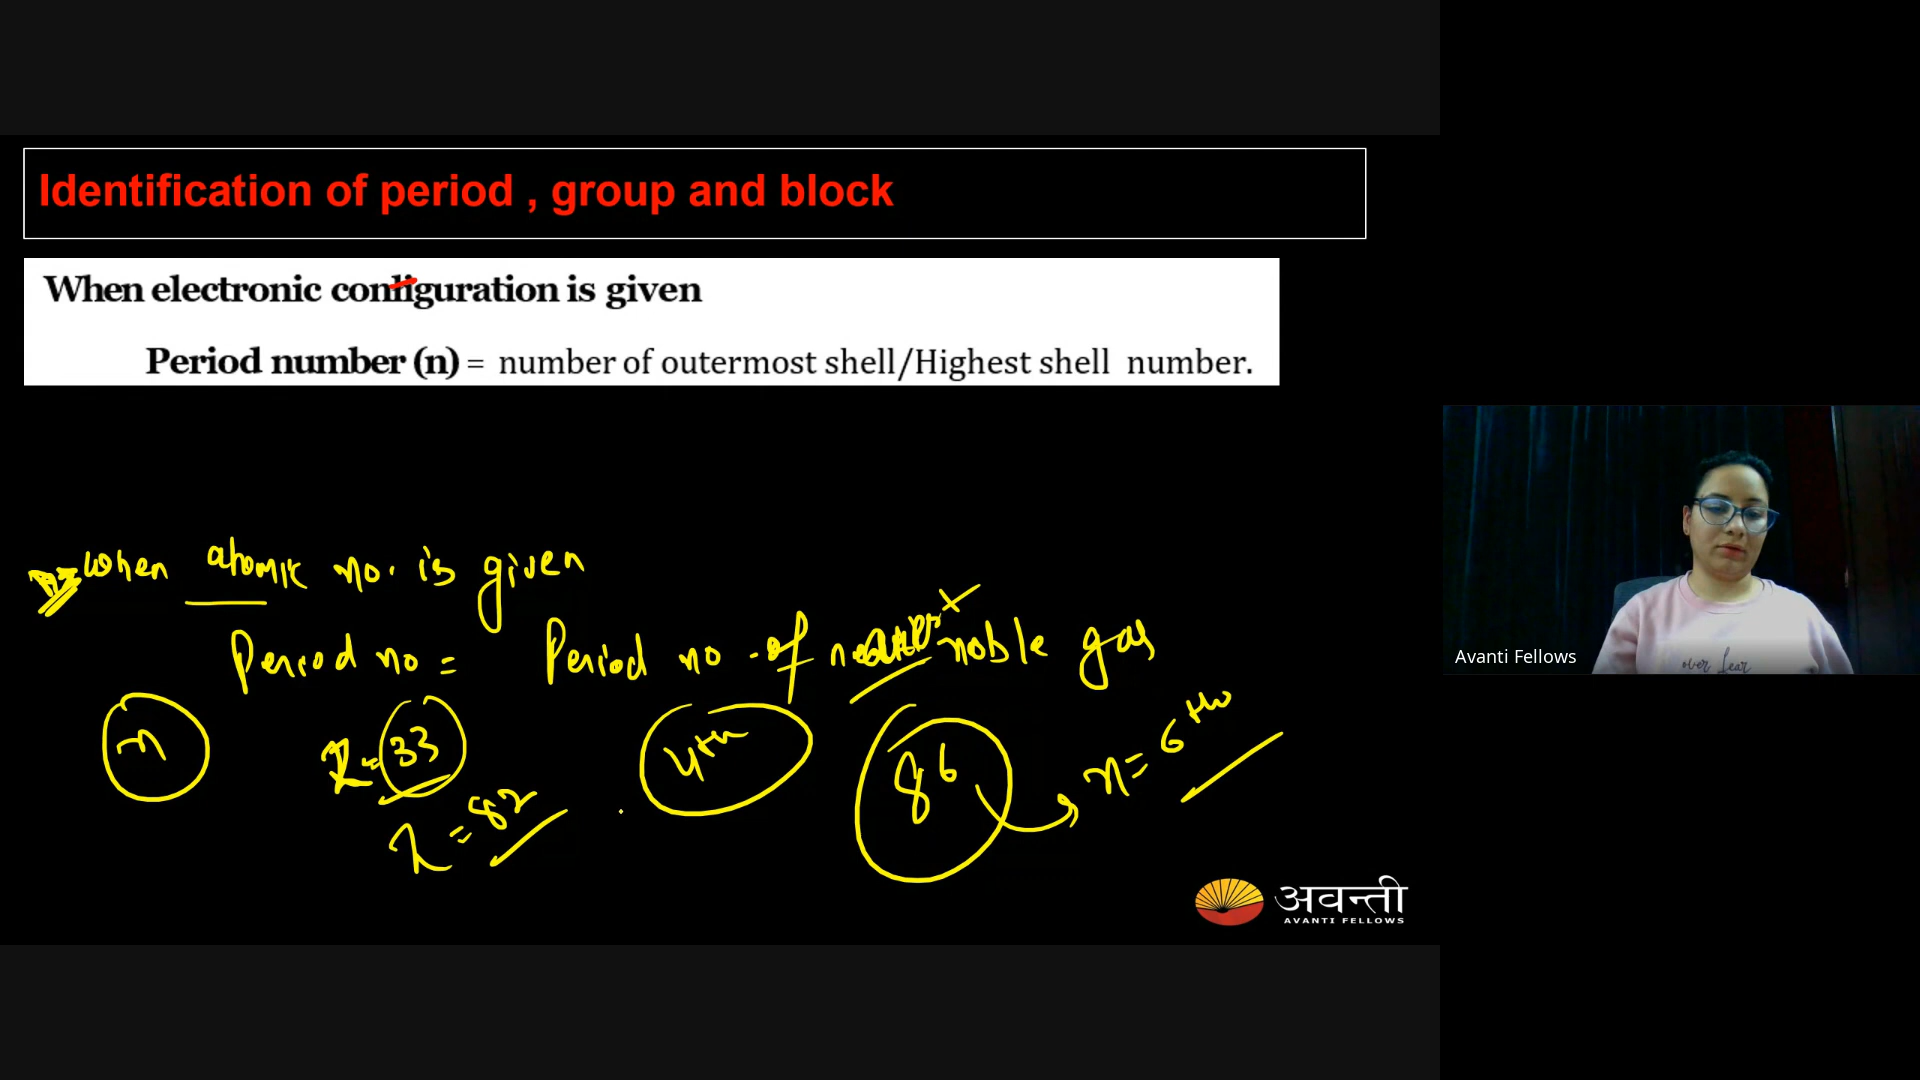 Identification of period , group and block
When electronic configuration is given
Period number (n) = number of outermost shell/Highest shell number.
When atomic no. is given
Period no = Period no. of noble gas
n
Z = 33
4th
86
n = 6th
Z = 82
Avanti Fellows
over fear
अवन्ती
AVANTI FELLOWS